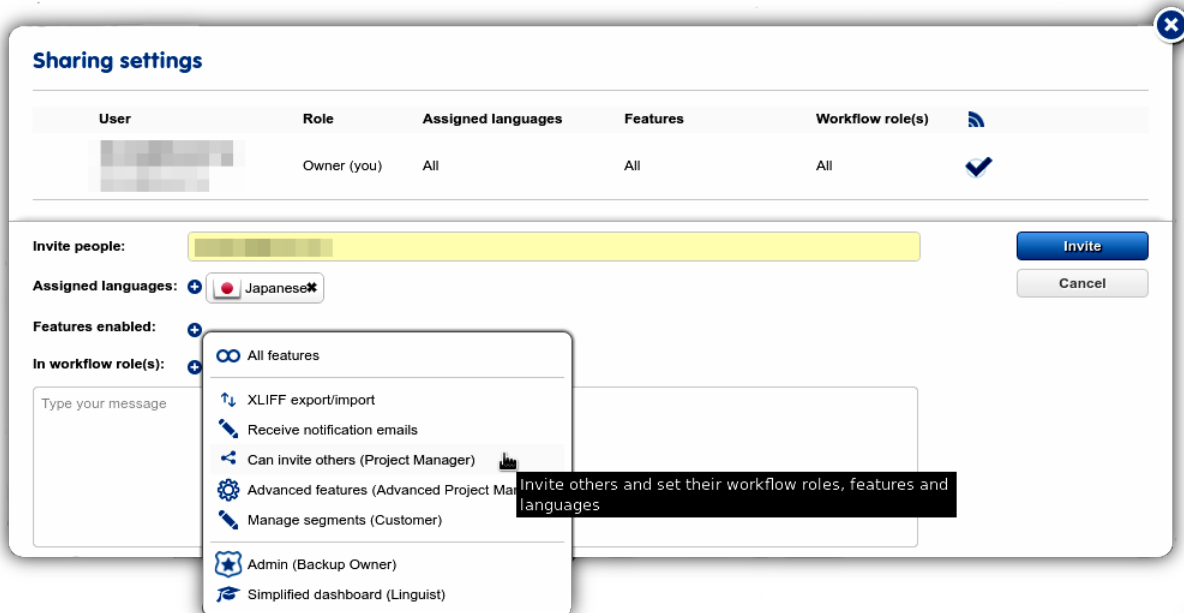 Sharing settings
User Role Assigned languages Features Workflow role(s)
Owner (you) All All All
Invite people:
Invite
Assigned languages: Japanese
Cancel
Features enabled:
In workflow role(s):
Type your message
All features
XLIFF export/import
Receive notification emails
Can invite others (Project Manager)
Advanced features (Advanced Project Man
Invite others and set their workflow roles, features and
languages
Manage segments (Customer)
Admin (Backup Owner)
Simplified dashboard (Linguist)